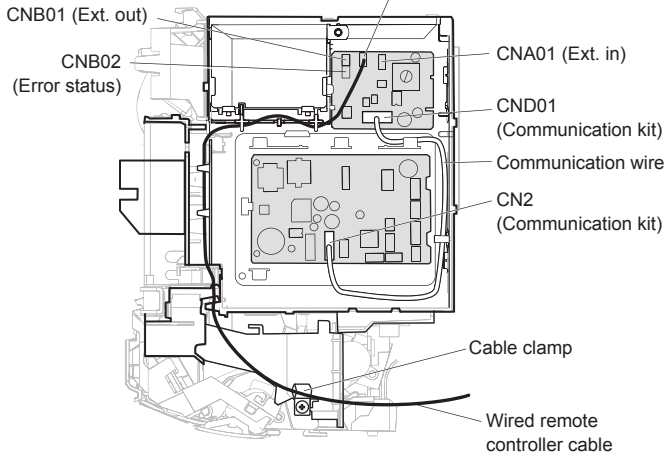 CNB01 (Ext. out)
CNB02
(Error status)
CNA01 (Ext. in)
CND01
(Communication kit)
Communication wire
CN2
(Communication kit)
Cable clamp
Wired remote
controller cable